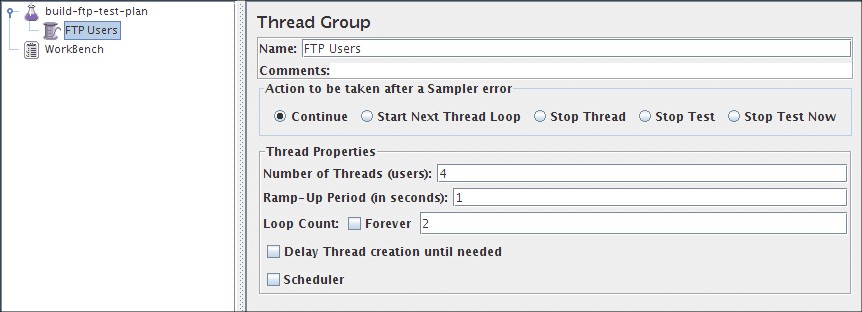 build-ftp-test-plan
FTP Users
WorkBench
Thread Group
Name: FTP Users
Comments:
Action to be taken after a Sampler error
Continue Start Next Thread Loop Stop Thread Stop Test Stop Test Now
Thread Properties
Number of Threads (users): 4
Ramp-Up Period (in seconds): 1
Loop Count: Forever 2
Delay Thread creation until needed
Scheduler